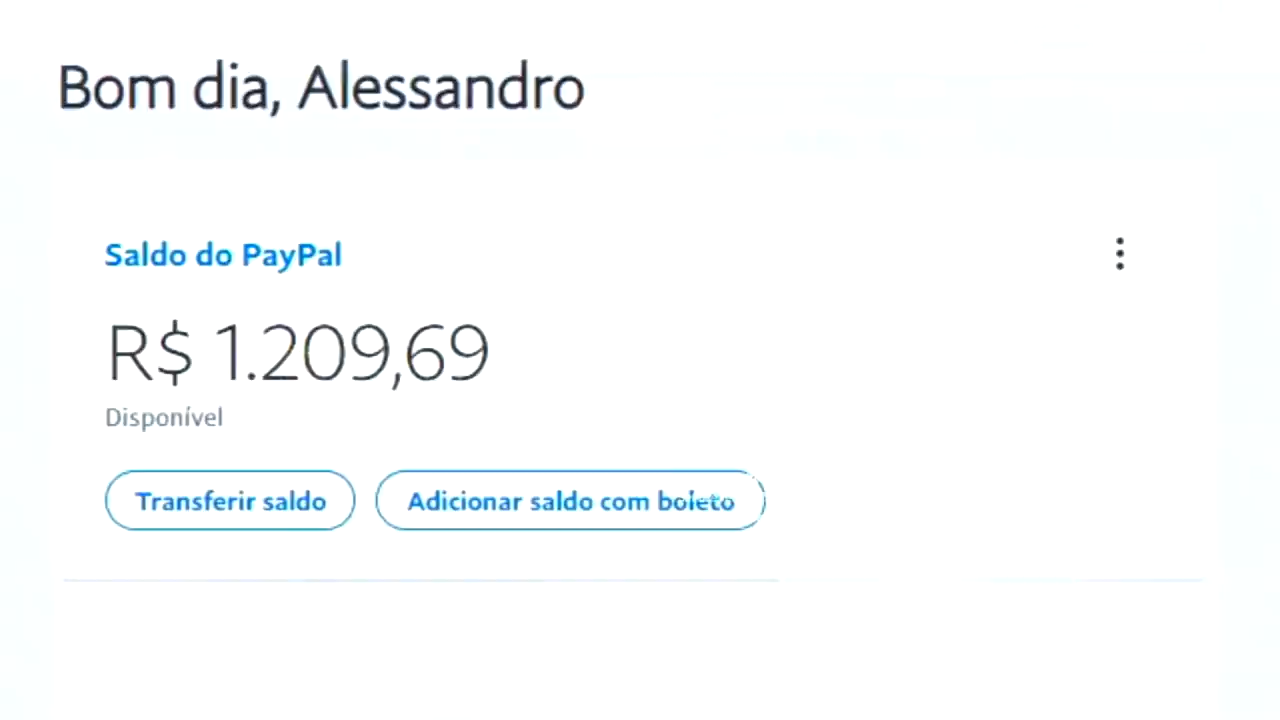 Bom dia, Alessandro
Saldo do PayPal
R$ 1.209,69
Disponível
Transferir saldo
Adicionar saldo com boleto